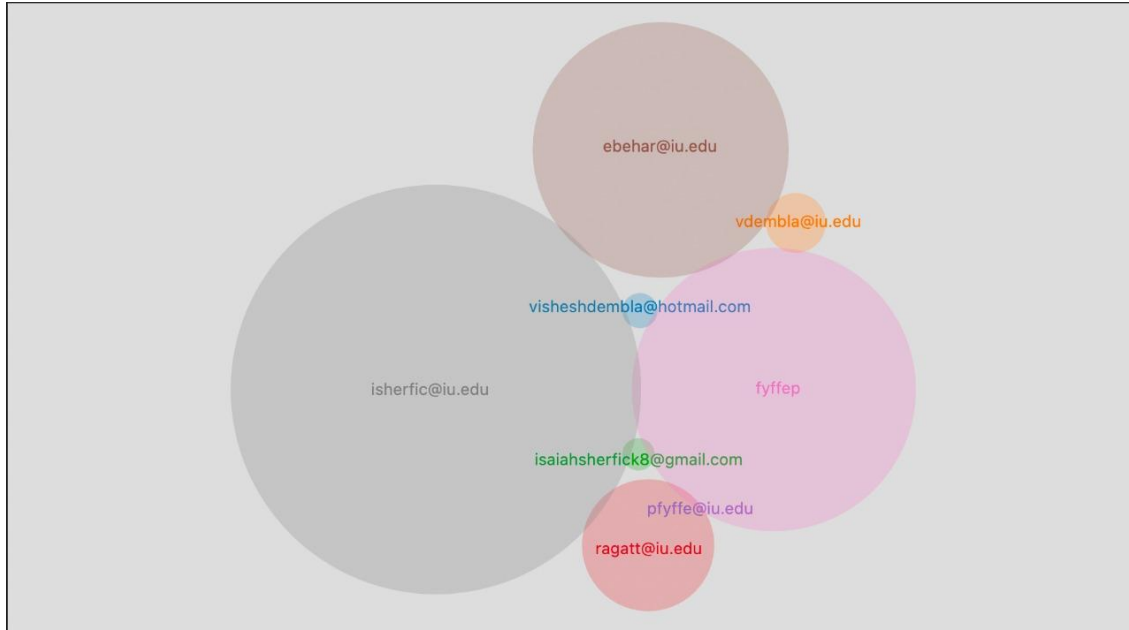 ebehar@iu.edu
vdembla@iu.edu
visheshdembla@hotmail.com
isherfic@iu.edu
fyffep
isaiahsherfick8@gmail.com
pfyffe@iu.edu
ragatt@iu.edu